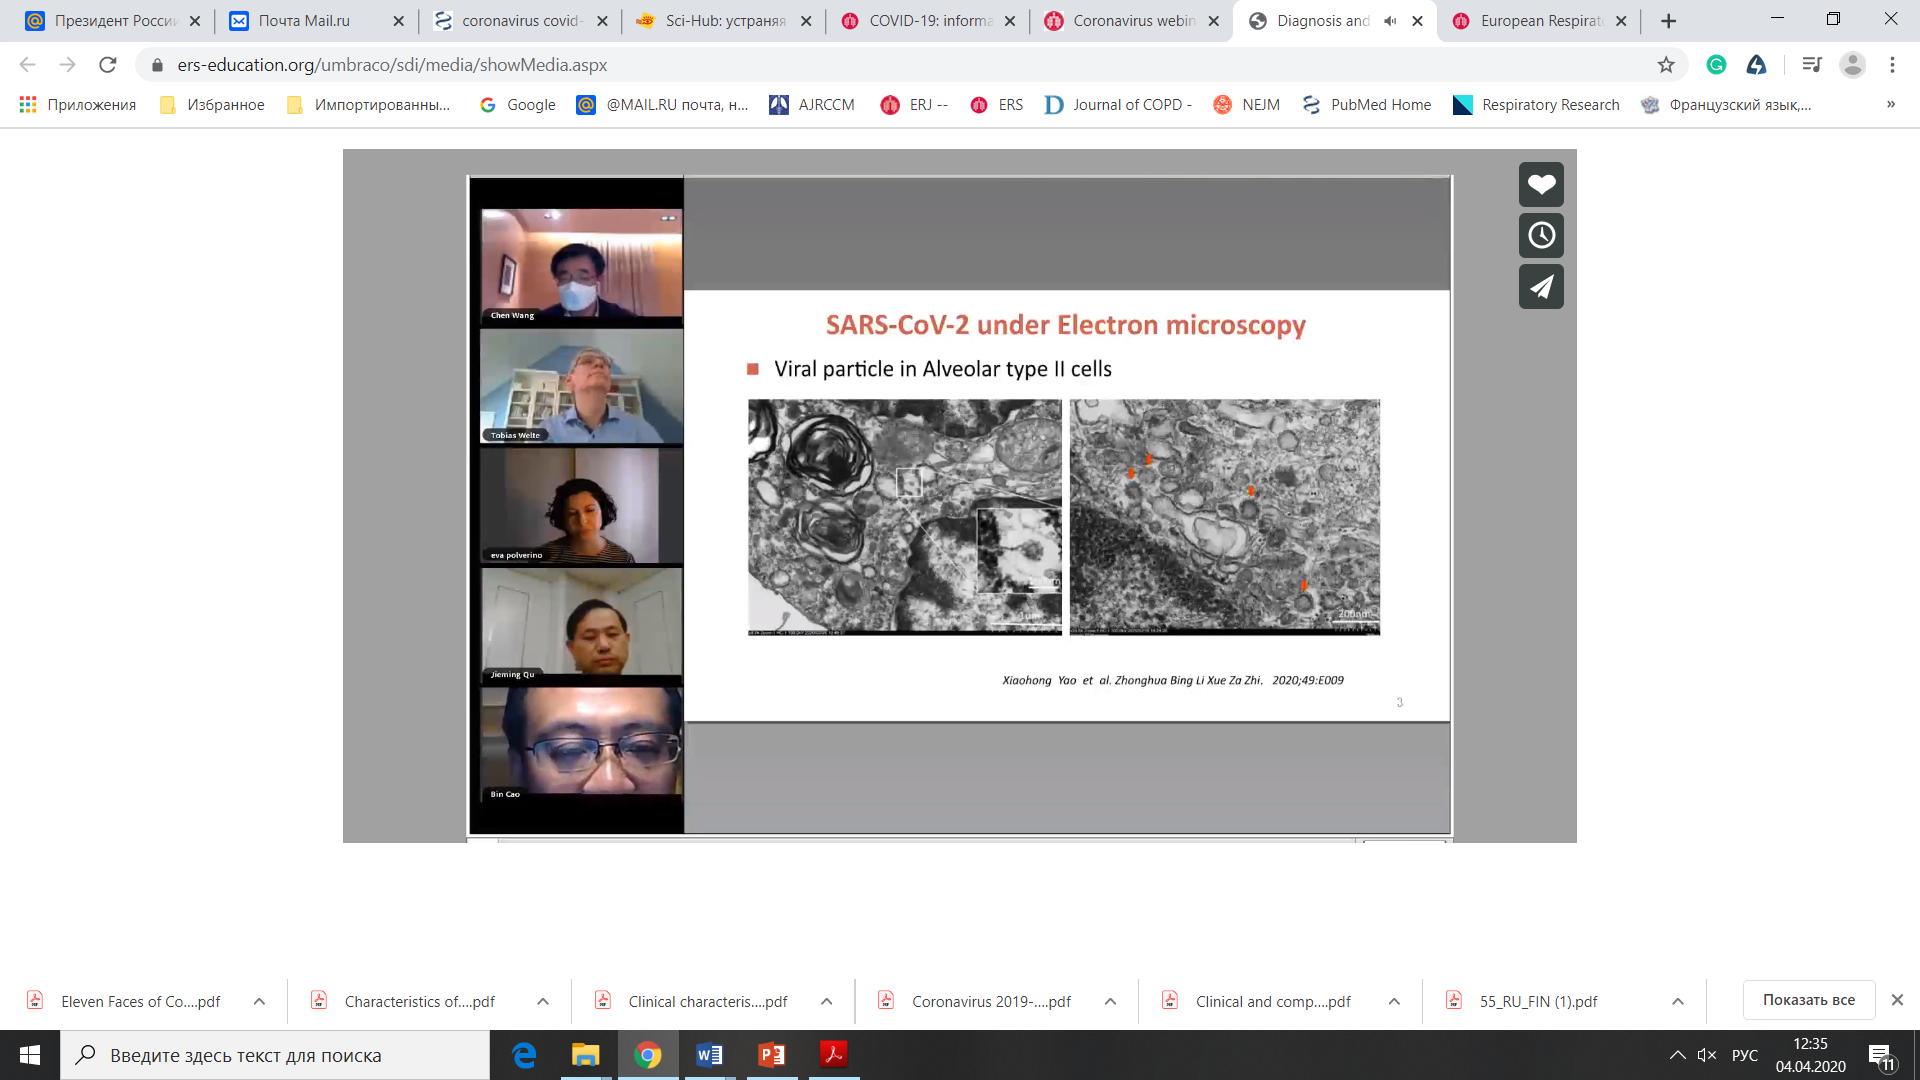 Президент Росси
Почта Mail.ru
coronavirus covid-
Sci-Hub: устраняя
COVID-19: informa
Coronavirus webin
Diagnosis and
European Respirat
ers-education.org/umbraco/sdi/media/showMedia.aspx
Приложения
Избранное
Импортированны...
Google
@MAIL.RU почта, н...
AJRCCM
ERJ --
ERS
Journal of COPD -
NEJM
PubMed Home
Respiratory Research
Французский язык,...
»
Chen Wang
Tobias Welte
eva polverino
Jieming Qu
Bin Cao
SARS-CoV-2 under Electron microscopy
Viral particle in Alveolar type II cells
1um
200nm
Xiaohong Yao et al. Zhonghua Bing Li Xue Za Zhi. 2020;49:E009
3
Eleven Faces of Co....pdf
Characteristics of....pdf
Clinical characteris....pdf
Coronavirus 2019-....pdf
Clinical and comp....pdf
55_RU_FIN (1).pdf
Показать все
Введите здесь текст для поиска
РУС
12:35
04.04.2020
11